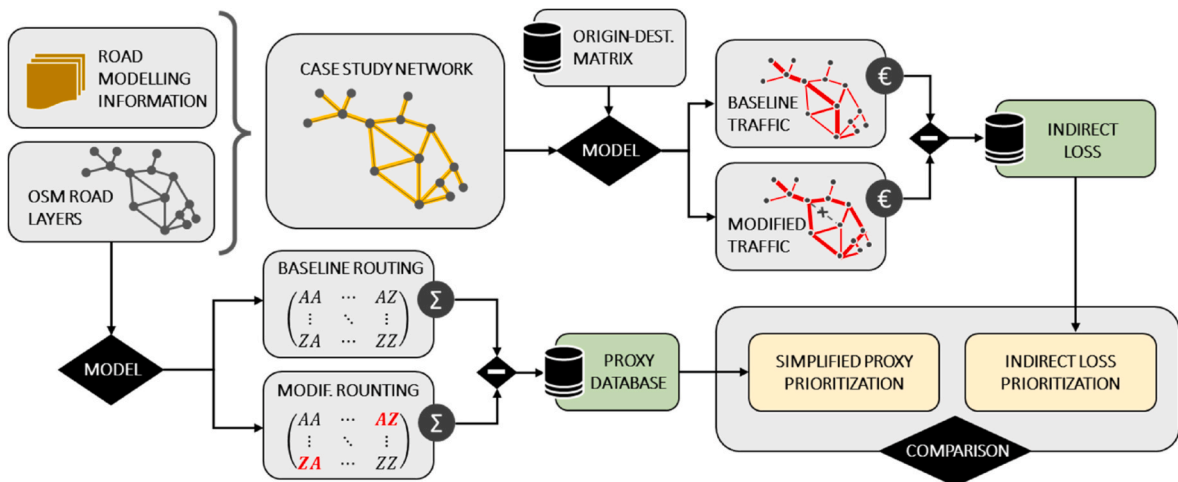 ROAD
MODELLING
INFORMATION
OSM ROAD
LAYERS
CASE STUDY NETWORK
ORIGIN-DEST.
MATRIX
MODEL
BASELINE
TRAFFIC
€
MODIFIED
TRAFFIC
€
INDIRECT
LOSS
MODEL
BASELINE ROUTING
AA ⋯ AZ
⋮ ⋱ ⋮
ZA ⋯ ZZ
Σ
MODIF. ROUNTING
AA ⋯ AZ
⋮ ⋱ ⋮
ZA ⋯ ZZ
Σ
PROXY
DATABASE
SIMPLIFIED PROXY
PRIORITIZATION
INDIRECT LOSS
PRIORITIZATION
COMPARISON